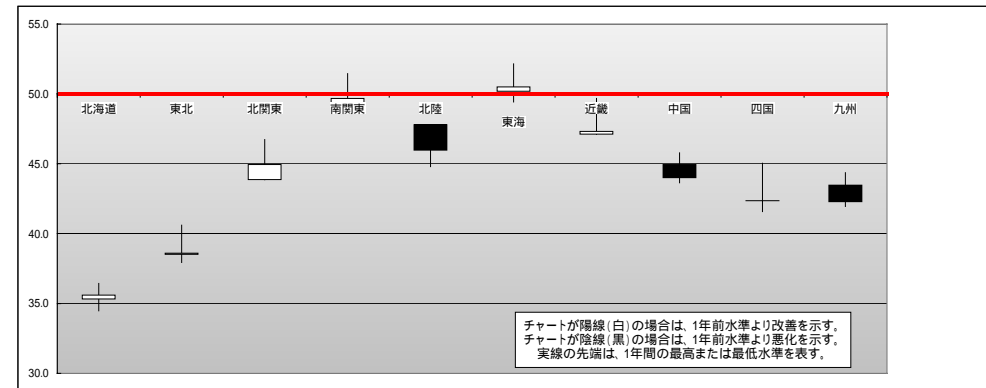 55.0
50.0
北海道 東北 北関東 南関東 北陸 東海 近畿 中国 四国 九州
45.0
40.0
35.0
チャートが陽線(白)の場合は、1年前水準より改善を示す。
チャートが陰線(黒)の場合は、1年前水準より悪化を示す。
実線の先端は、1年間の最高または最低水準を表す。
30.0